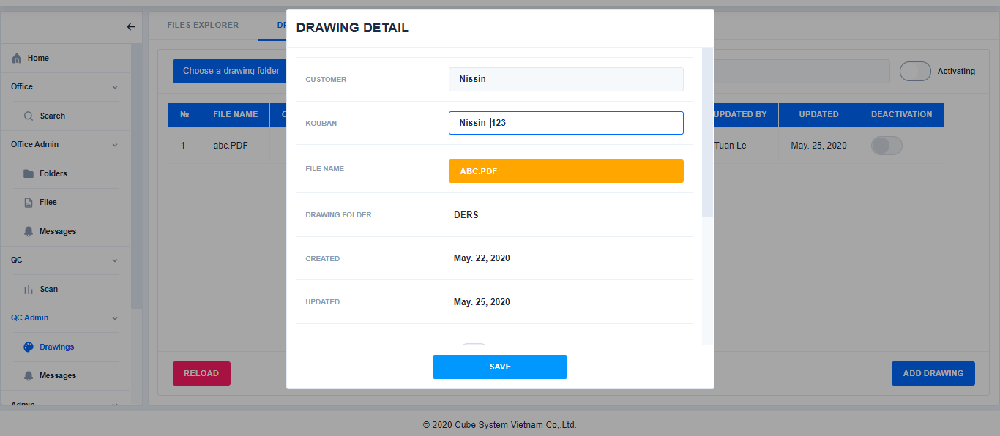 FILES EXPLORER
Home
Office
Search
Office Admin
Folders
Files
Messages
QC
Scan
QC Admin
Drawings
Messages
Admin
Choose a drawing folder
Activating
№ FILE NAME UPDATED BY UPDATED DEACTIVATION
1 abc.PDF - Tuan Le May. 25, 2020
DRAWING DETAIL
CUSTOMER Nissin
KOUBAN Nissin_123
FILE NAME ABC.PDF
DRAWING FOLDER DERS
CREATED May. 22, 2020
UPDATED May. 25, 2020
SAVE
RELOAD
ADD DRAWING
© 2020 Cube System Vietnam Co,.Ltd.